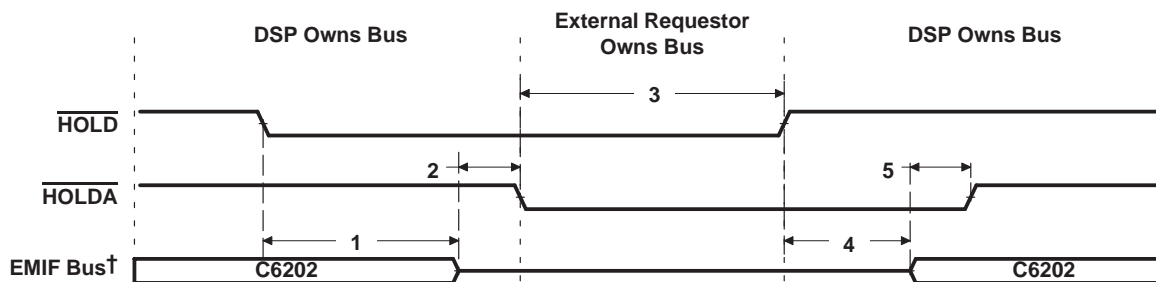 DSP Owns Bus
External Requestor
Owns Bus
DSP Owns Bus
3
HOLD
2
5
HOLDA
1
4
EMIF Bus†
C6202
C6202